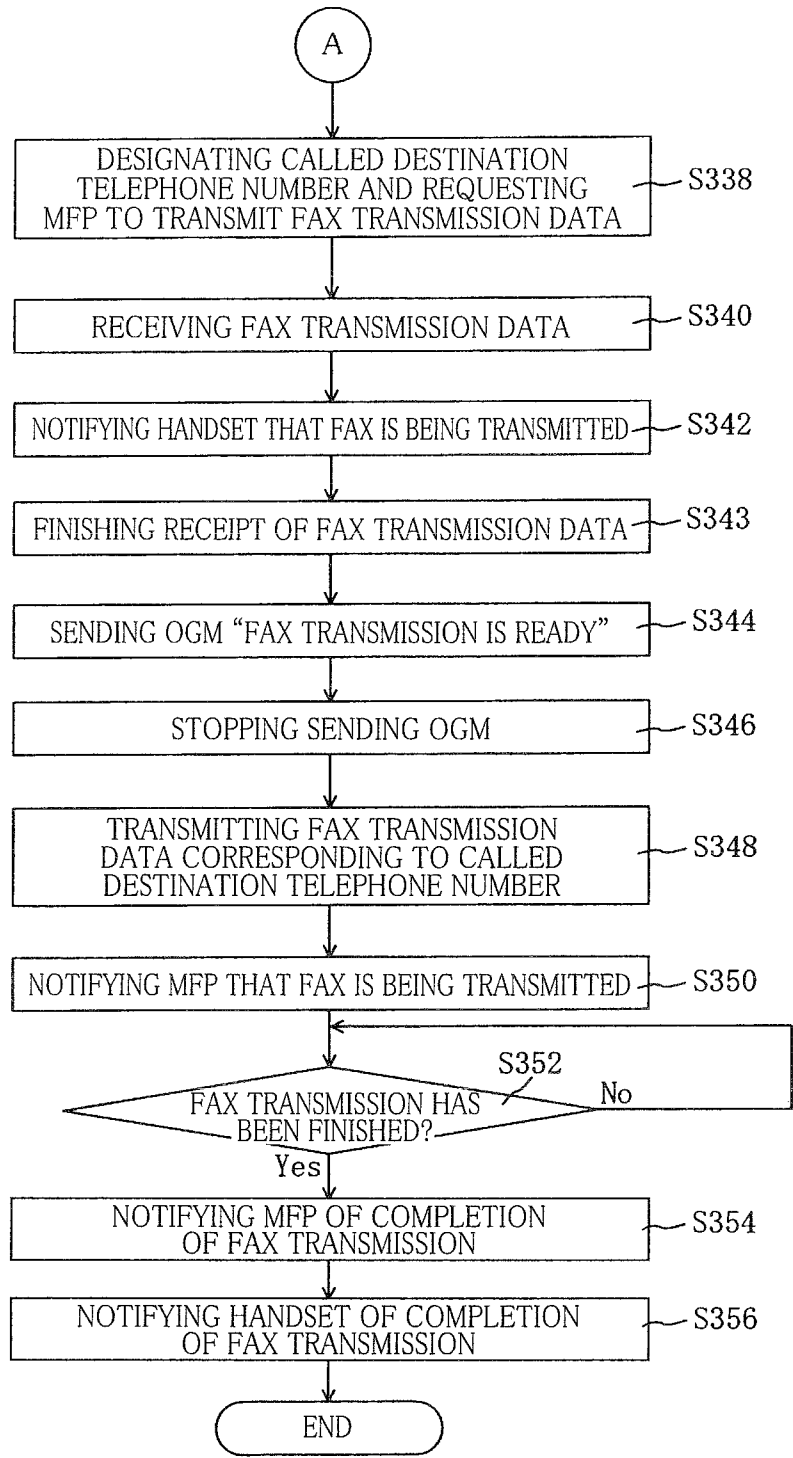 A
DESIGNATING CALLED DESTINATION
TELEPHONE NUMBER AND REQUESTING
MFP TO TRANSMIT FAX TRANSMISSION DATA
S338
RECEIVING FAX TRANSMISSION DATA
S340
NOTIFYING HANDSET THAT FAX IS BEING TRANSMITTED
S342
FINISHING RECEIPT OF FAX TRANSMISSION DATA
S343
SENDING OGM “FAX TRANSMISSION IS READY”
S344
STOPPING SENDING OGM
S346
TRANSMITTING FAX TRANSMISSION
DATA CORRESPONDING TO CALLED
DESTINATION TELEPHONE NUMBER
S348
NOTIFYING MFP THAT FAX IS BEING TRANSMITTED
S350
S352
FAX TRANSMISSION HAS
BEEN FINISHED?
No
Yes
NOTIFYING MFP OF COMPLETION
OF FAX TRANSMISSION
S354
NOTIFYING HANDSET OF COMPLETION
OF FAX TRANSMISSION
S356
END